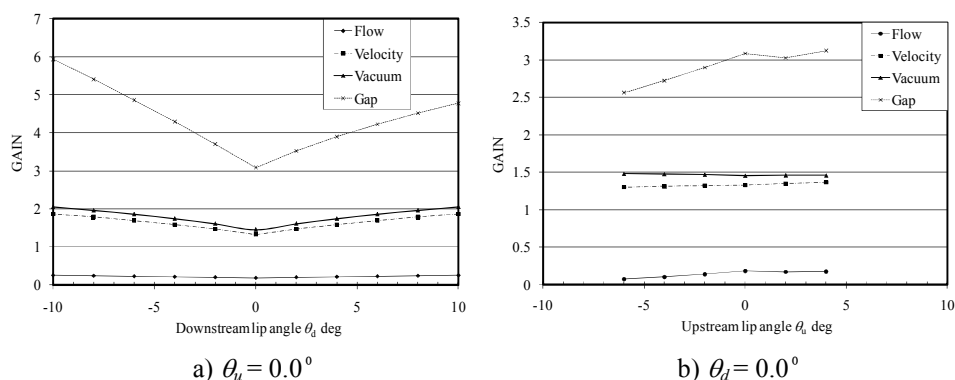 7
6
5
4
3
2
1
0
GAIN
-10
-5
0
5
10
Downstream lip angle θd deg
Flow
Velocity
Vacuum
Gap
a) θu = 0.0⁰
3.5
3
2.5
2
1.5
1
0.5
0
GAIN
-10
-5
0
5
10
Upstream lip angle θu deg
Flow
Velocity
Vacuum
Gap
b) θd = 0.0⁰